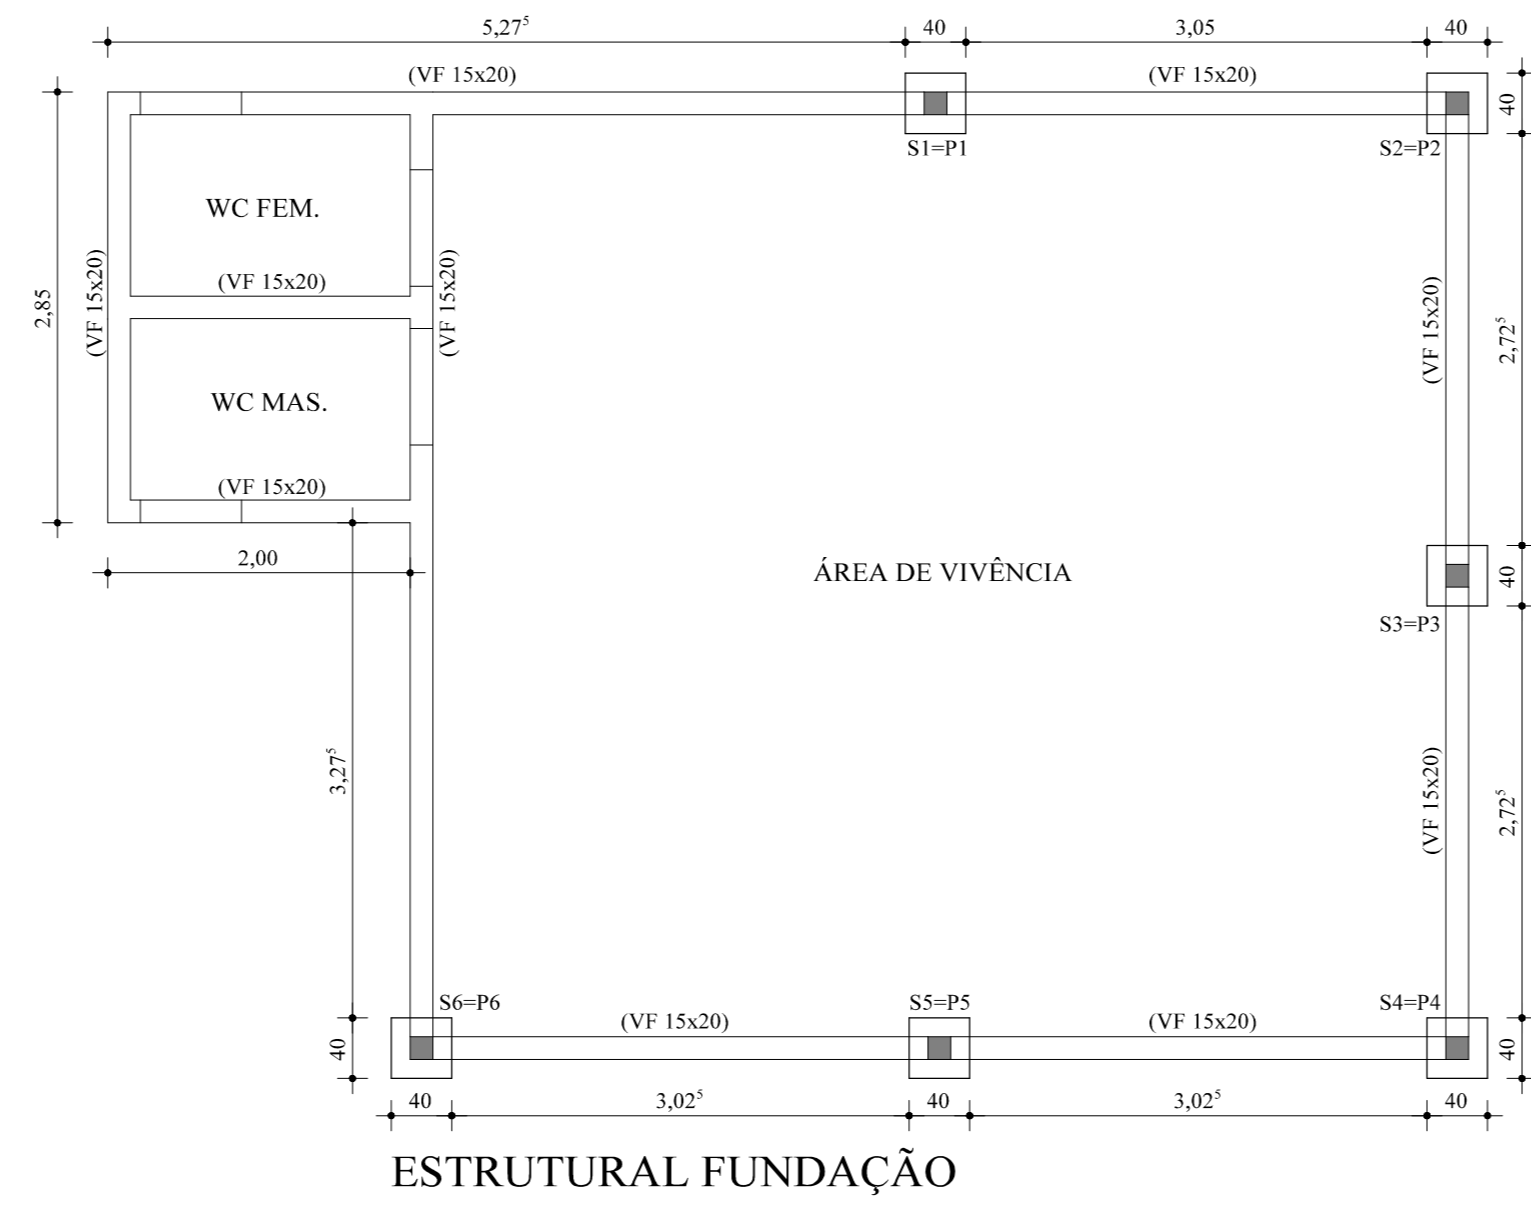 5,27⁵
40
3,05
40
(VF 15x20)
(VF 15x20)
40
S1=P1
S2=P2
WC FEM.
(VF 15x20)
2,85
(VF 15x20)
(VF 15x20)
(VF 15x20)
2,72⁵
WC MAS.
(VF 15x20)
2,00
ÁREA DE VIVÊNCIA
40
S3=P3
3,27⁵
(VF 15x20)
2,72⁵
S6=P6
S5=P5
S4=P4
(VF 15x20)
(VF 15x20)
40
40
40
3,02⁵
40
3,02⁵
40
ESTRUTURAL FUNDAÇÃO